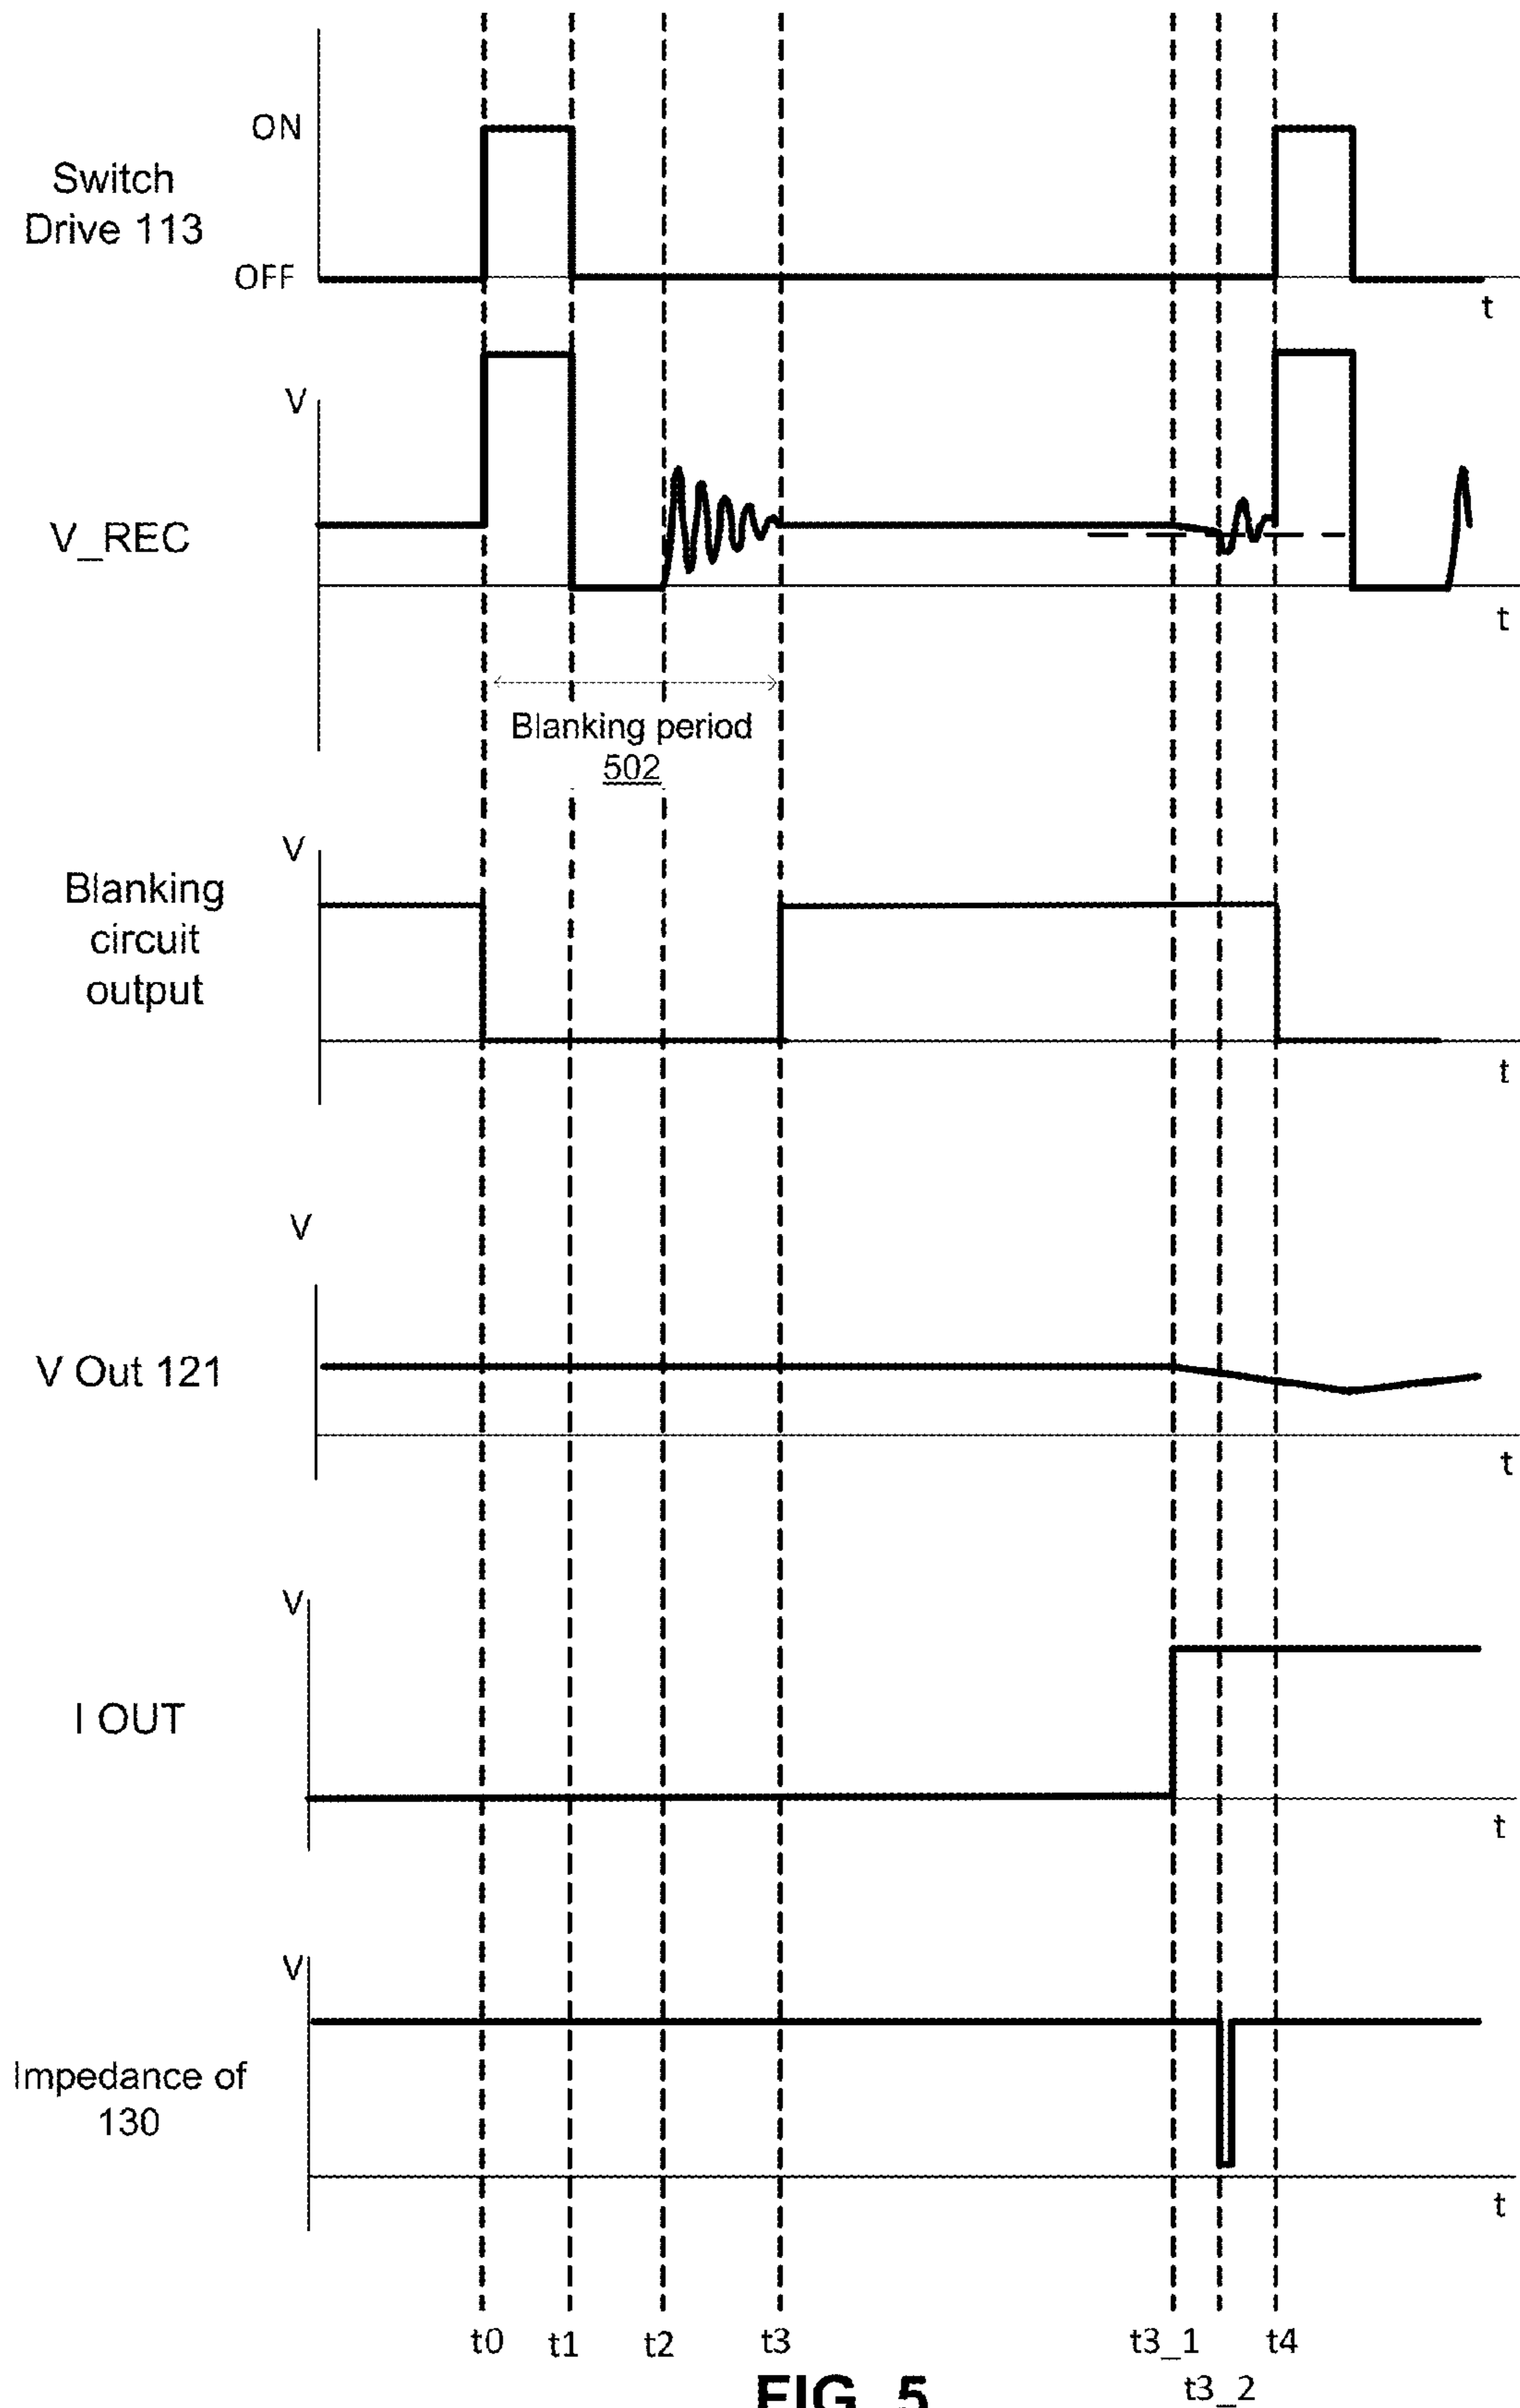 ON
Switch
Drive 113
OFF
t
V
V_REC
t
Blanking period
502
V
Blanking
circuit
output
t
V
V Out 121
t
V
I OUT
t
V
Impedance of
130
t
t0 t1 t2 t3 t3_1 t4
t3_2
FIG. 5